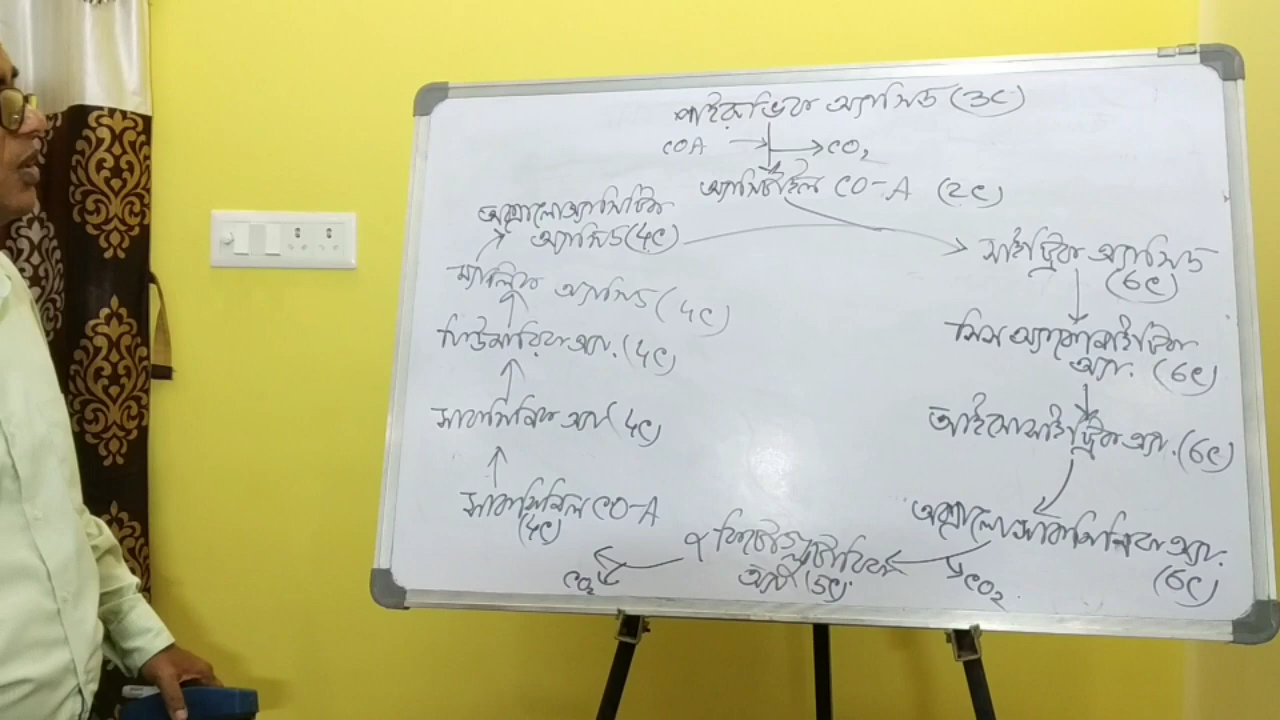 পাইরুভিক অ্যাসিড (3C)
COA → CO₂
অ্যাসিটাইল CO-A (2C)
অক্সালোঅ্যাসিটিক
অ্যাসিড (4C)
সাইট্রিক অ্যাসিড
(6C)
ম্যালিক অ্যাসিড (4C)
সিস অ্যাকোনাইটিক
অ্যা. (6C)
ফিউমারিক অ্যা. (4C)
আইসোসাইট্রিক অ্যা. (6C)
সাকসিনিক অ্যা (4C)
অক্সালোসাকসিনিক অ্যা.
(6C)
সাকসিনিল CO-A
(4C)
α কিটোগ্লুটারিক
অ্যা (5C)
CO₂
CO₂